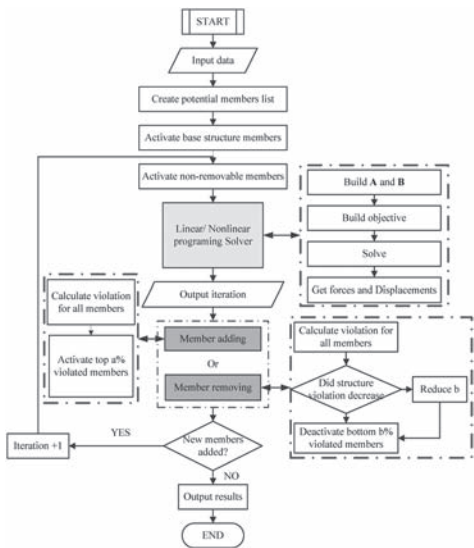 START
Input data
Create potential members list
Activate base structure members
Activate non-removable members
Linear/ Nonlinear
programing Solver
Build A and B
Build objective
Solve
Get forces and Displacements
Output iteration
Calculate violation
for all members
Activate top a%
violated members
Member adding
Or
Member removing
Calculate violation for
all members
Did structure
violation decrease
Reduce b
Deactivate bottom b%
violated members
New members
added?
YES
Iteration +1
NO
Output results
END